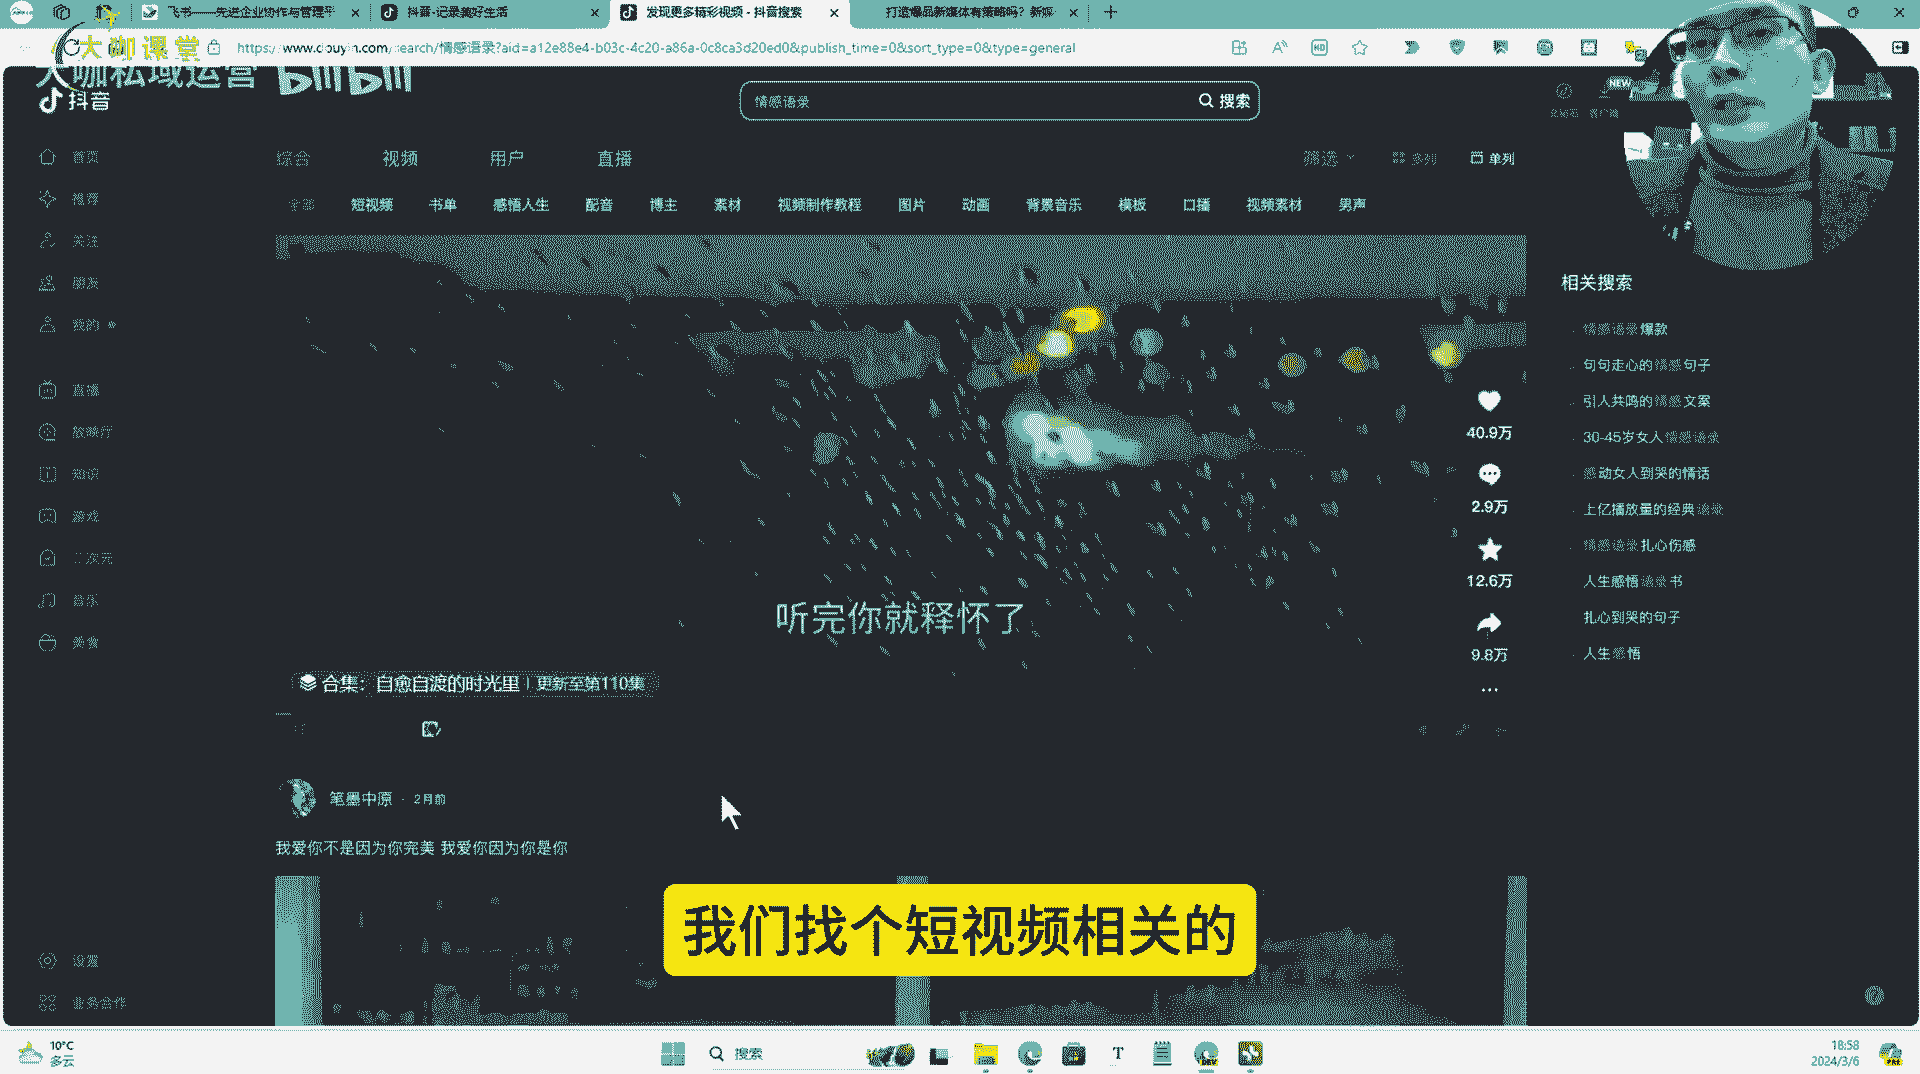 飞书——先进企业协作与管理平
抖音-记录美好生活
发现更多精彩视频 - 抖音搜索
打造爆品新媒体有策略吗？新媒
大咖课堂
https://www.douyin.com/search/情感语录?aid=a12e88e4-b03c-4c20-a86a-0c8ca3d20ed0&publish_time=0&sort_type=0&type=general
大咖私域运营 bilibili
抖音
情感语录
搜索
NEW
客户端
首页
推荐
关注
朋友
我的
直播
放映厅
知识
游戏
二次元
音乐
美食
设置
业务合作
综合 视频 用户 直播
筛选 多列 单列
全部 短视频 书单 感悟人生 配音 博主 素材 视频制作教程 图片 动画 背景音乐 模板 口播 视频素材 男声
40.9万
2.9万
12.6万
9.8万
听完你就释怀了
合集：自愈自渡的时光里 | 更新至第110集
笔墨中原 · 2月前
我爱你不是因为你完美 我爱你因为你是你
相关搜索
情感语录爆款
句句走心的情感句子
引人共鸣的情感文案
30-45岁女人情感语录
感动女人到哭的情话
上亿播放量的经典语录
情感语录扎心伤感
人生感悟语录书
扎心到哭的句子
人生感悟
我们找个短视频相关的
10°C
多云
搜索
DEV
18:58
2024/3/6
PRE